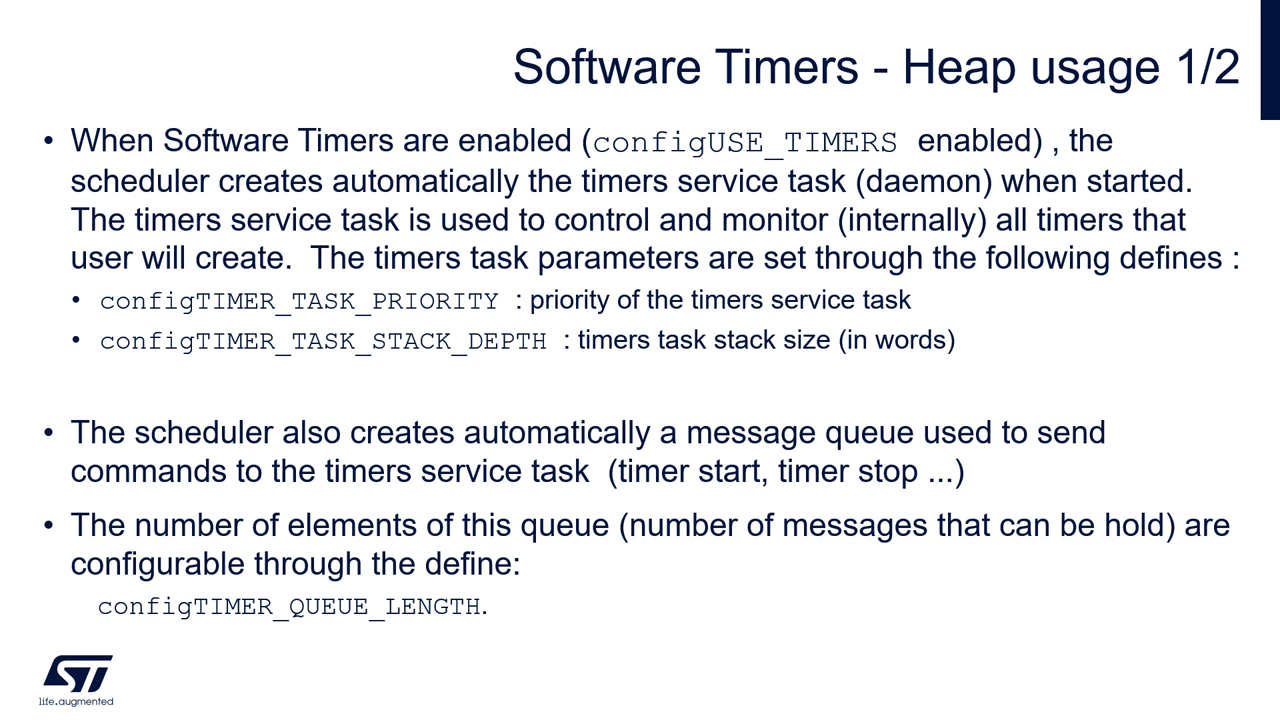 Software Timers - Heap usage 1/2
• When Software Timers are enabled (configUSE_TIMERS enabled) , the
scheduler creates automatically the timers service task (daemon) when started.
The timers service task is used to control and monitor (internally) all timers that
user will create.  The timers task parameters are set through the following defines :
• configTIMER_TASK_PRIORITY : priority of the timers service task
• configTIMER_TASK_STACK_DEPTH : timers task stack size (in words)
• The scheduler also creates automatically a message queue used to send
commands to the timers service task  (timer start, timer stop ...)
• The number of elements of this queue (number of messages that can be hold) are
configurable through the define:
configTIMER_QUEUE_LENGTH.
ST
life.augmented